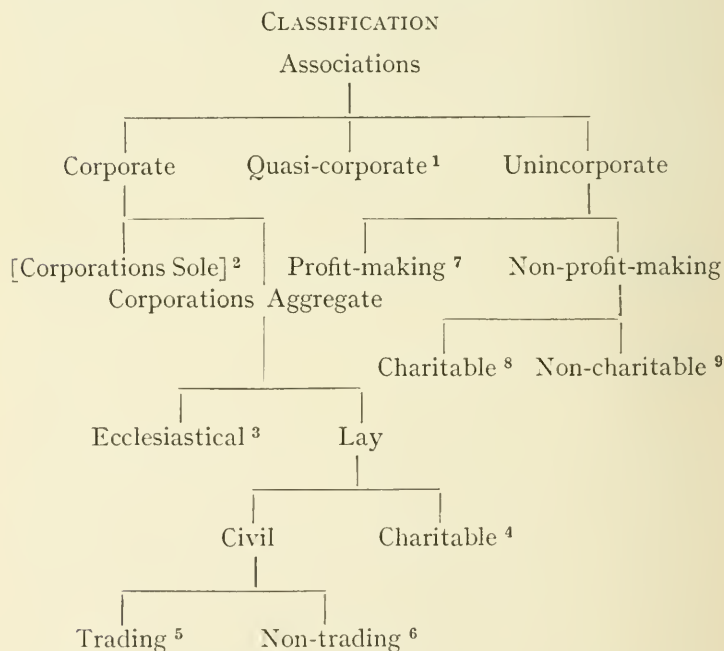 CLASSIFICATION
Associations
Corporate Quasi-corporate ¹ Unincorporate
[Corporations Sole] ² Profit-making ⁷ Non-profit-making
Corporations Aggregate
Charitable ⁸ Non-charitable ⁹
Ecclesiastical ³ Lay
Civil Charitable ⁴
Trading ⁵ Non-trading ⁶